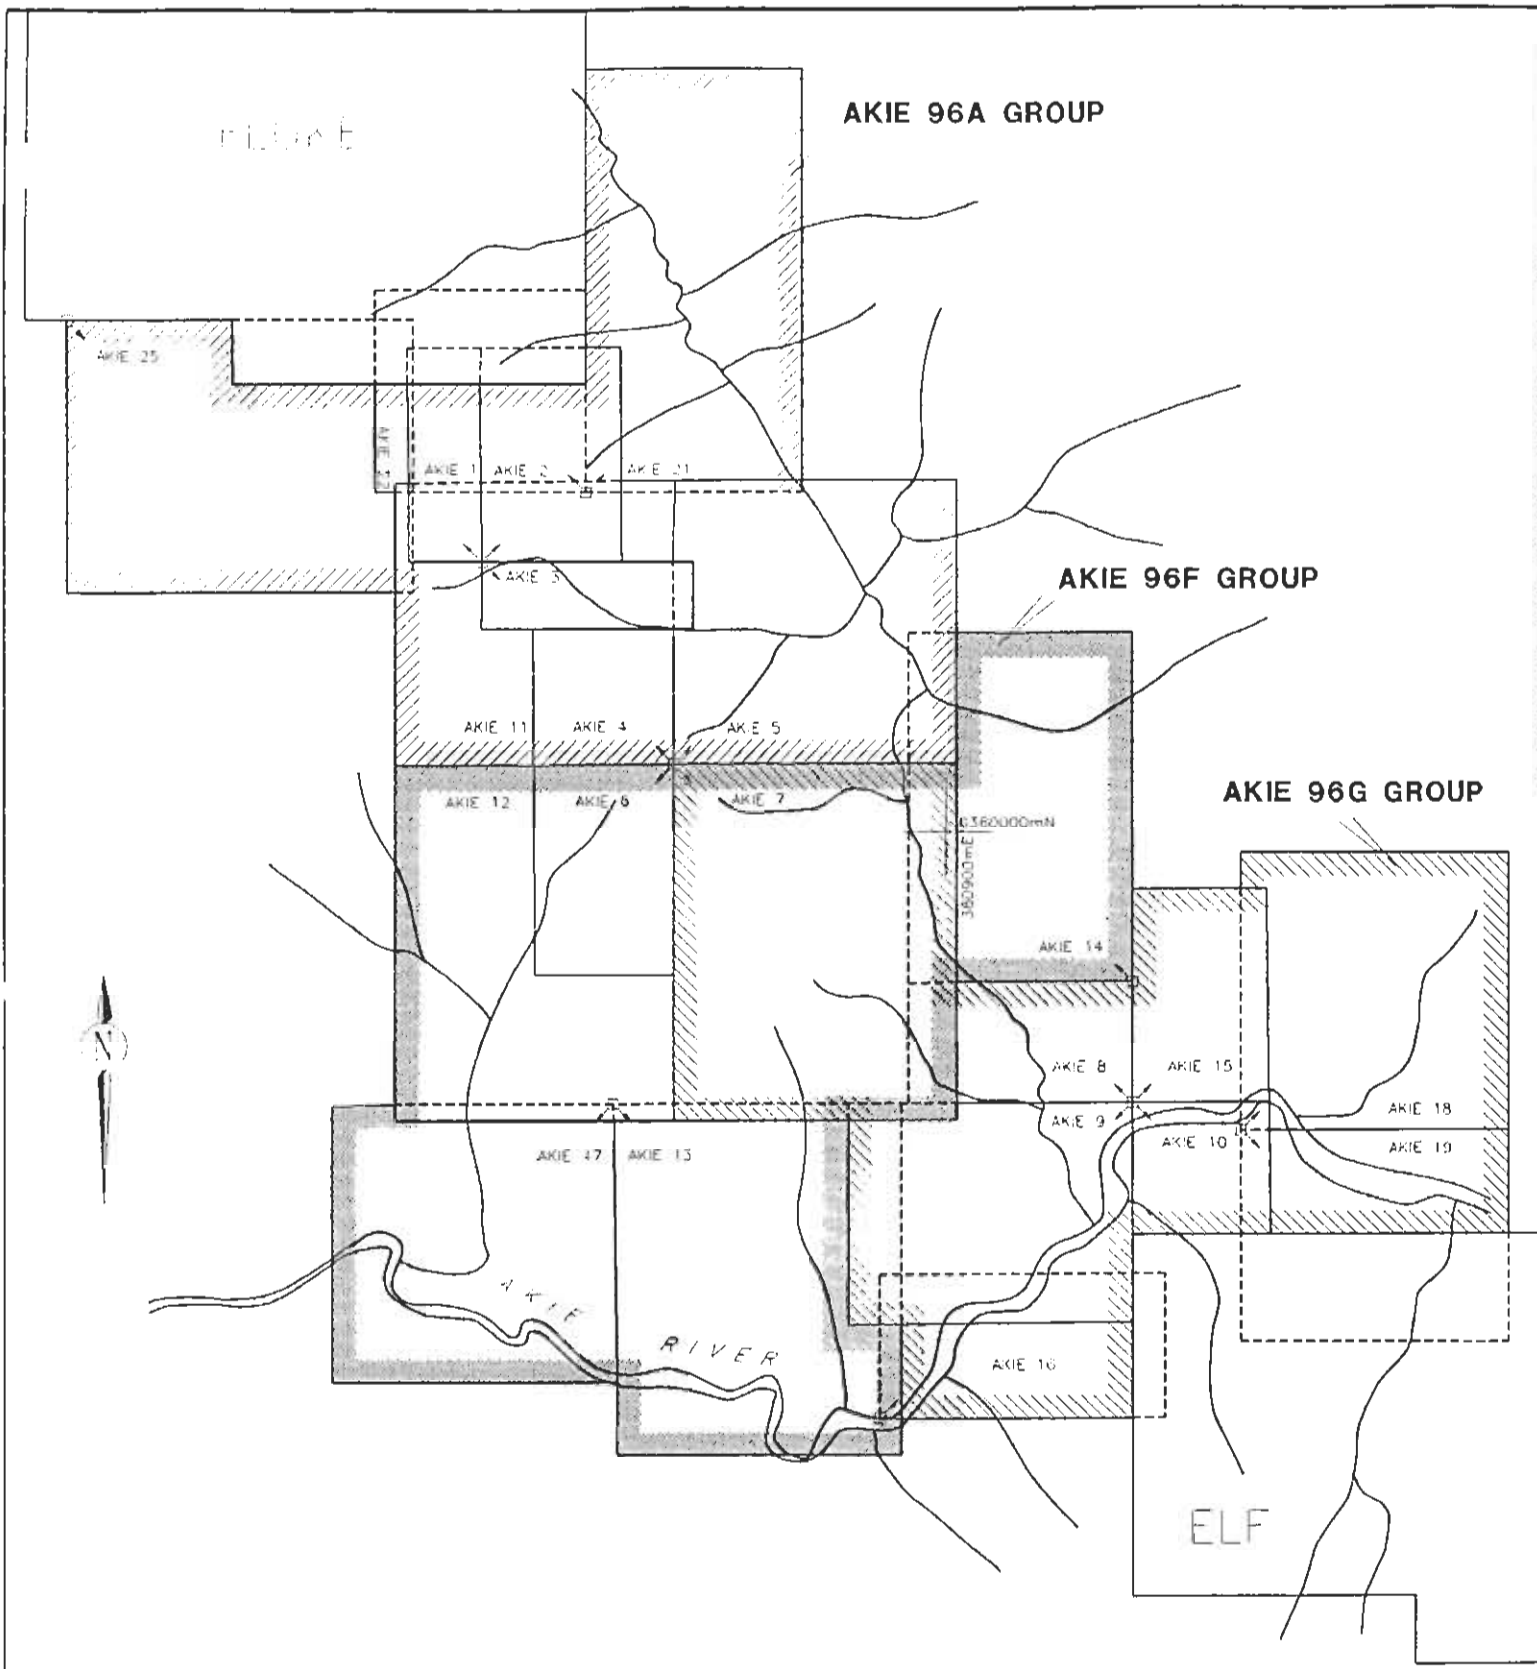 AKIE 96A GROUP
AKIE 25
AKIE 22
AKIE 1
AKIE 2
AKIE 21
AKIE 3
AKIE 96F GROUP
AKIE 11
AKIE 4
AKIE 5
AKIE 96G GROUP
AKIE 12
AKIE 6
AKIE 7
6360000mN
380900mE
AKIE 14
N
AKIE 8
AKIE 15
AKIE 9
AKIE 18
AKIE 10
AKIE 19
AKIE 17
AKIE 13
AKIE
RIVER
AKIE 16
ELF